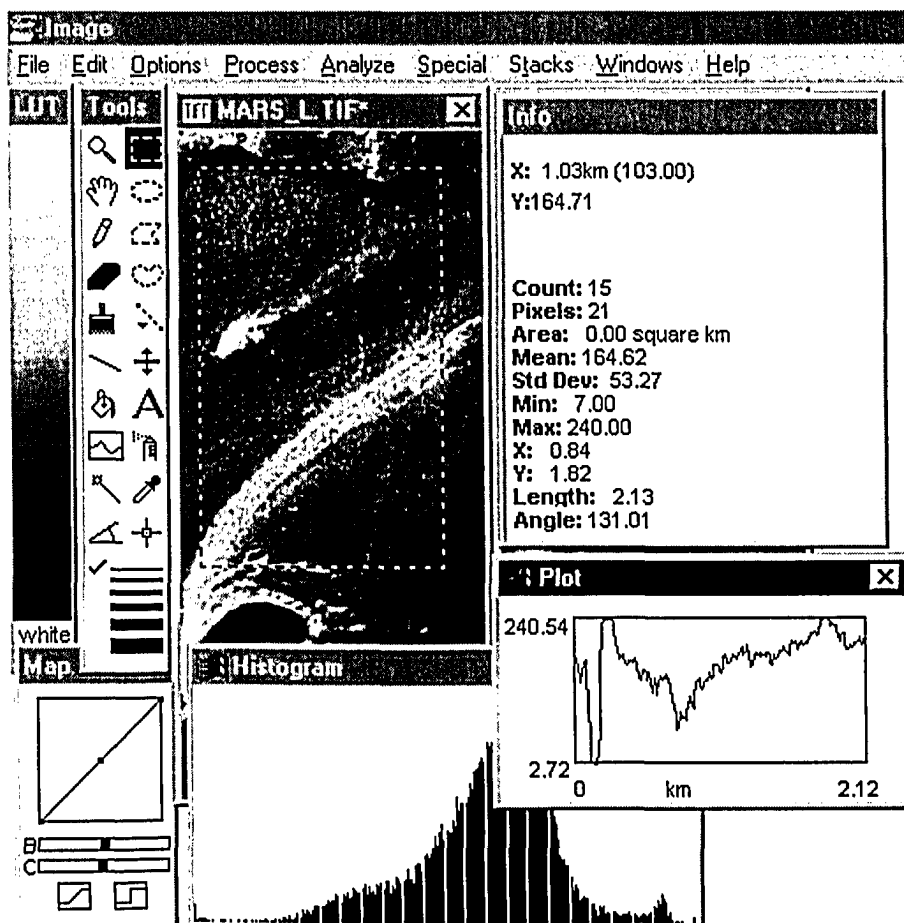 Image
File Edit Options Process Analyze Special Stacks Windows Help
LUT
Tools
MARS_L.TIF*
Info
X: 1.03km (103.00)
Y:164.71
Count: 15
Pixels: 21
Area: 0.00 square km
Mean: 164.62
Std Dev: 53.27
Min: 7.00
Max: 240.00
X: 0.84
Y: 1.82
Length: 2.13
Angle: 131.01
A
white
Plot
240.54
2.72
0 km 2.12
Map
Histogram
B
C